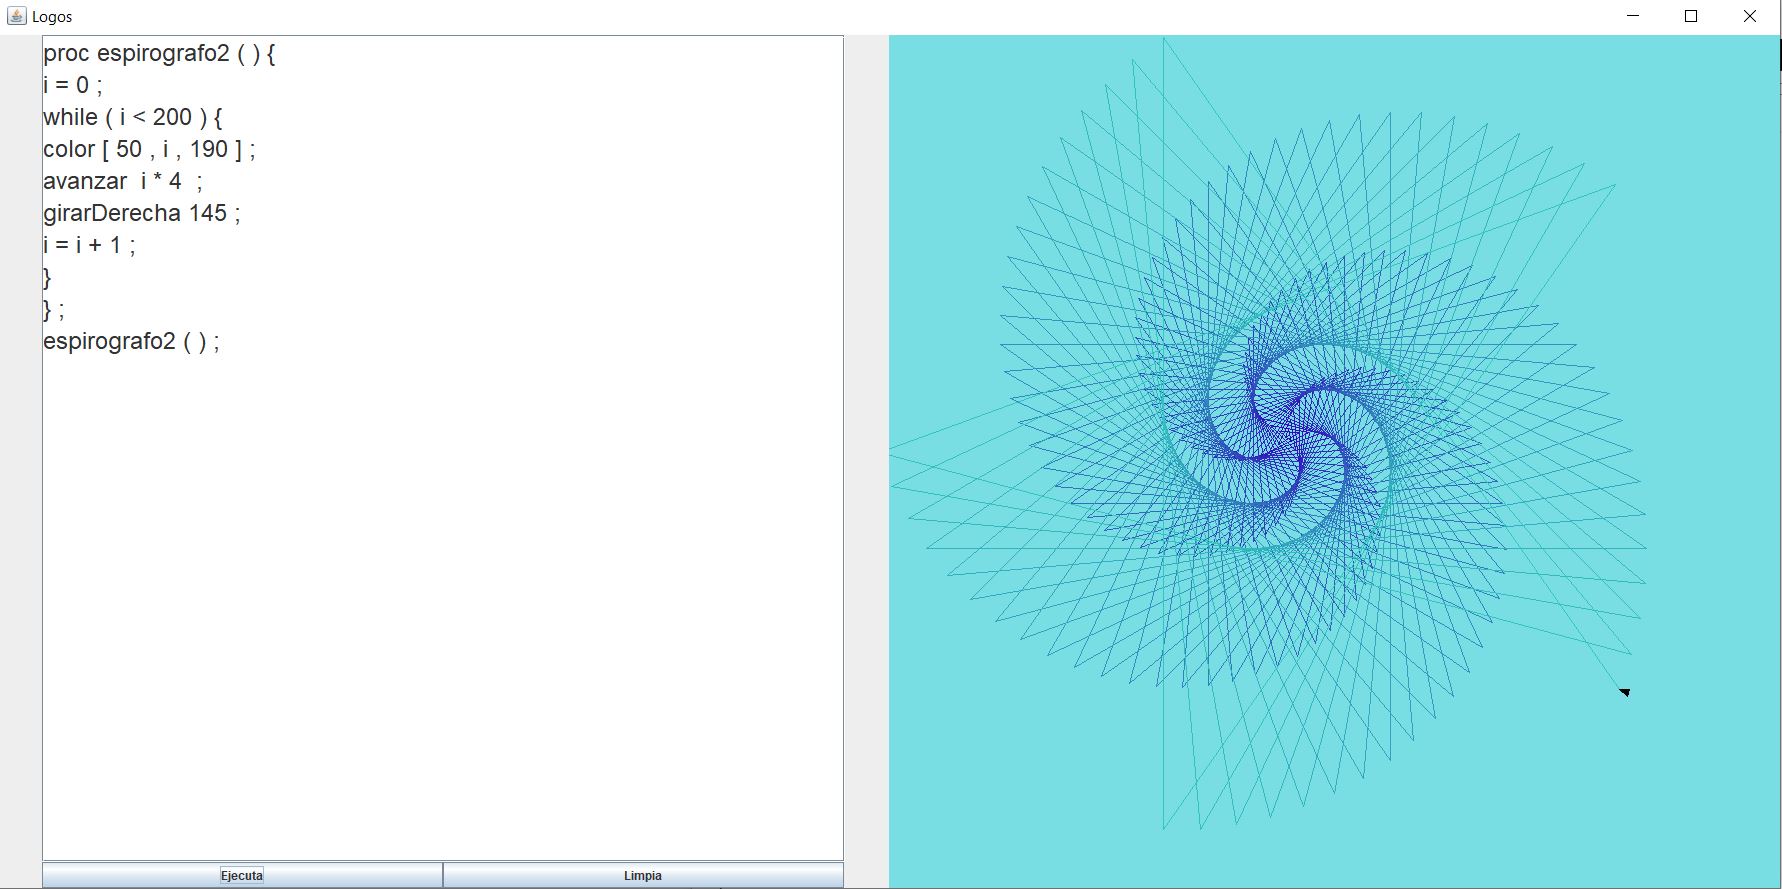 Logos
proc espirografo2 ( ) {
i = 0 ;
while ( i < 200 ) {
color [ 50 , i , 190 ] ;
avanzar  i * 4  ;
girarDerecha 145 ;
i = i + 1 ;
}
} ;
espirografo2 ( ) ;
Ejecuta
Limpia